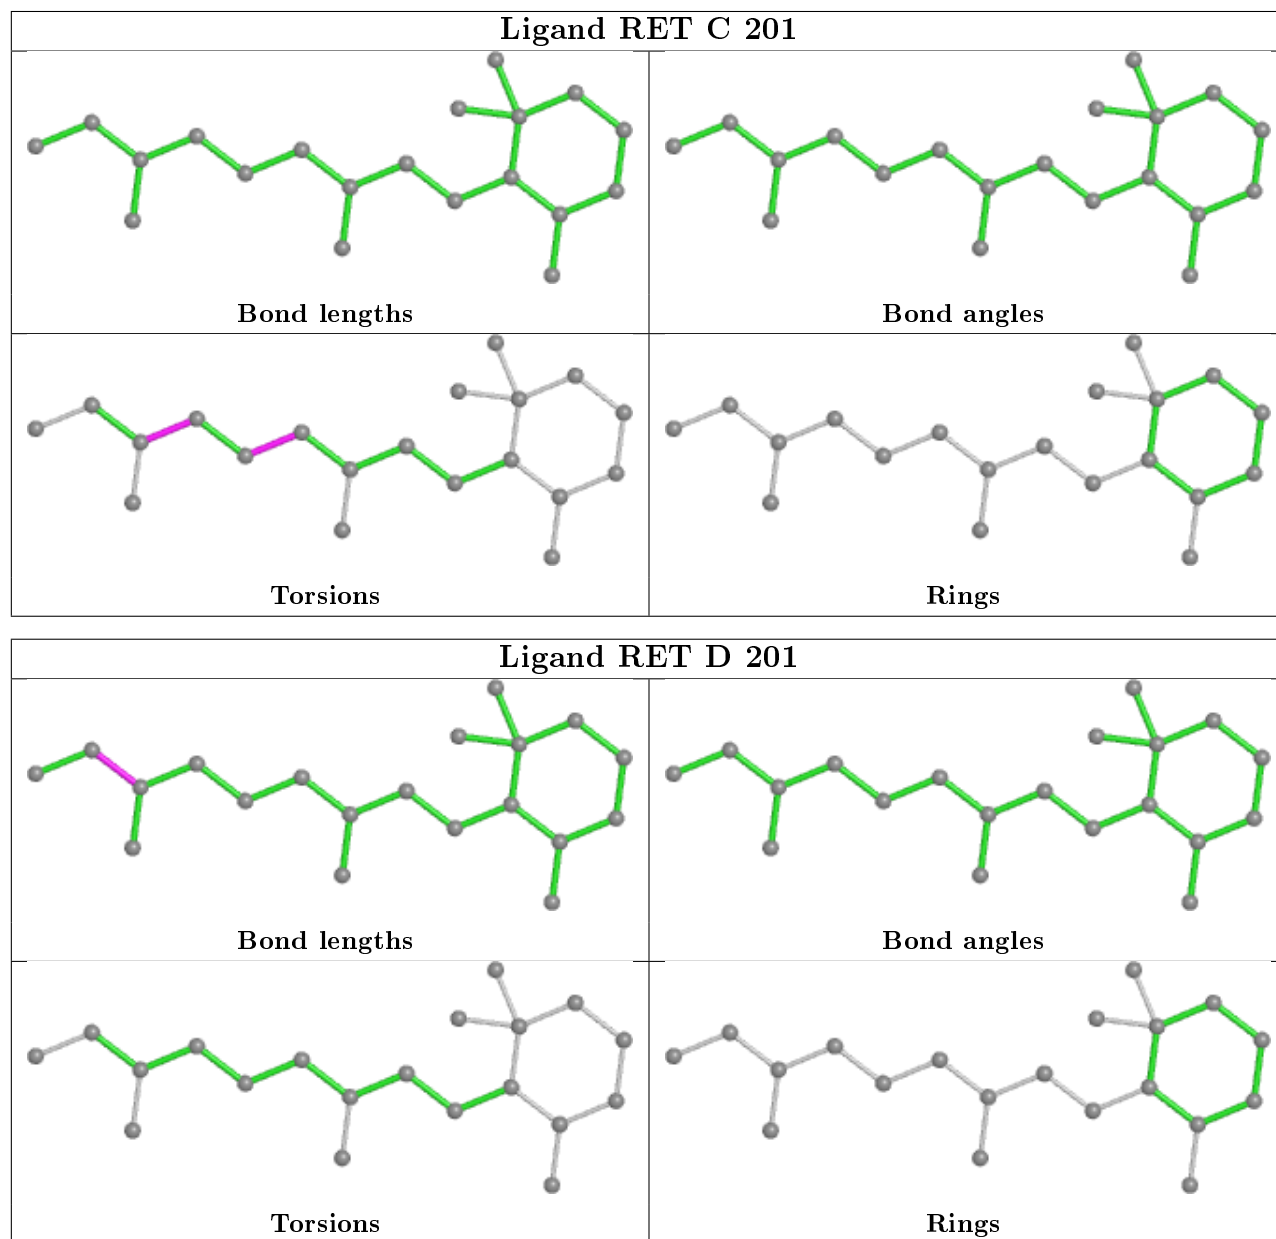 Ligand RET C 201
Bond lengths
Bond angles
Torsions
Rings
Ligand RET D 201
Bond lengths
Bond angles
Torsions
Rings